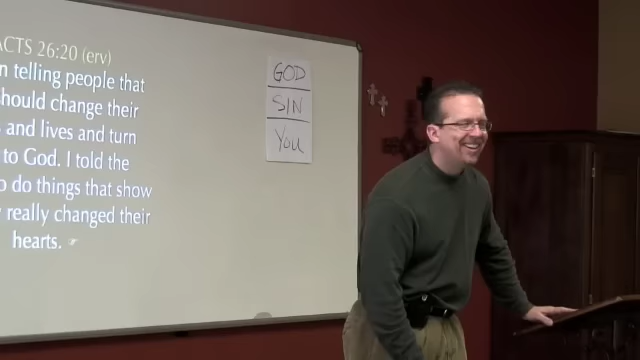 ACTS 26:20 (erv)
n telling people that
hould change their
and lives and turn
to God. I told the
o do things that show
really changed their
hearts.
GOD
SIN
YOU